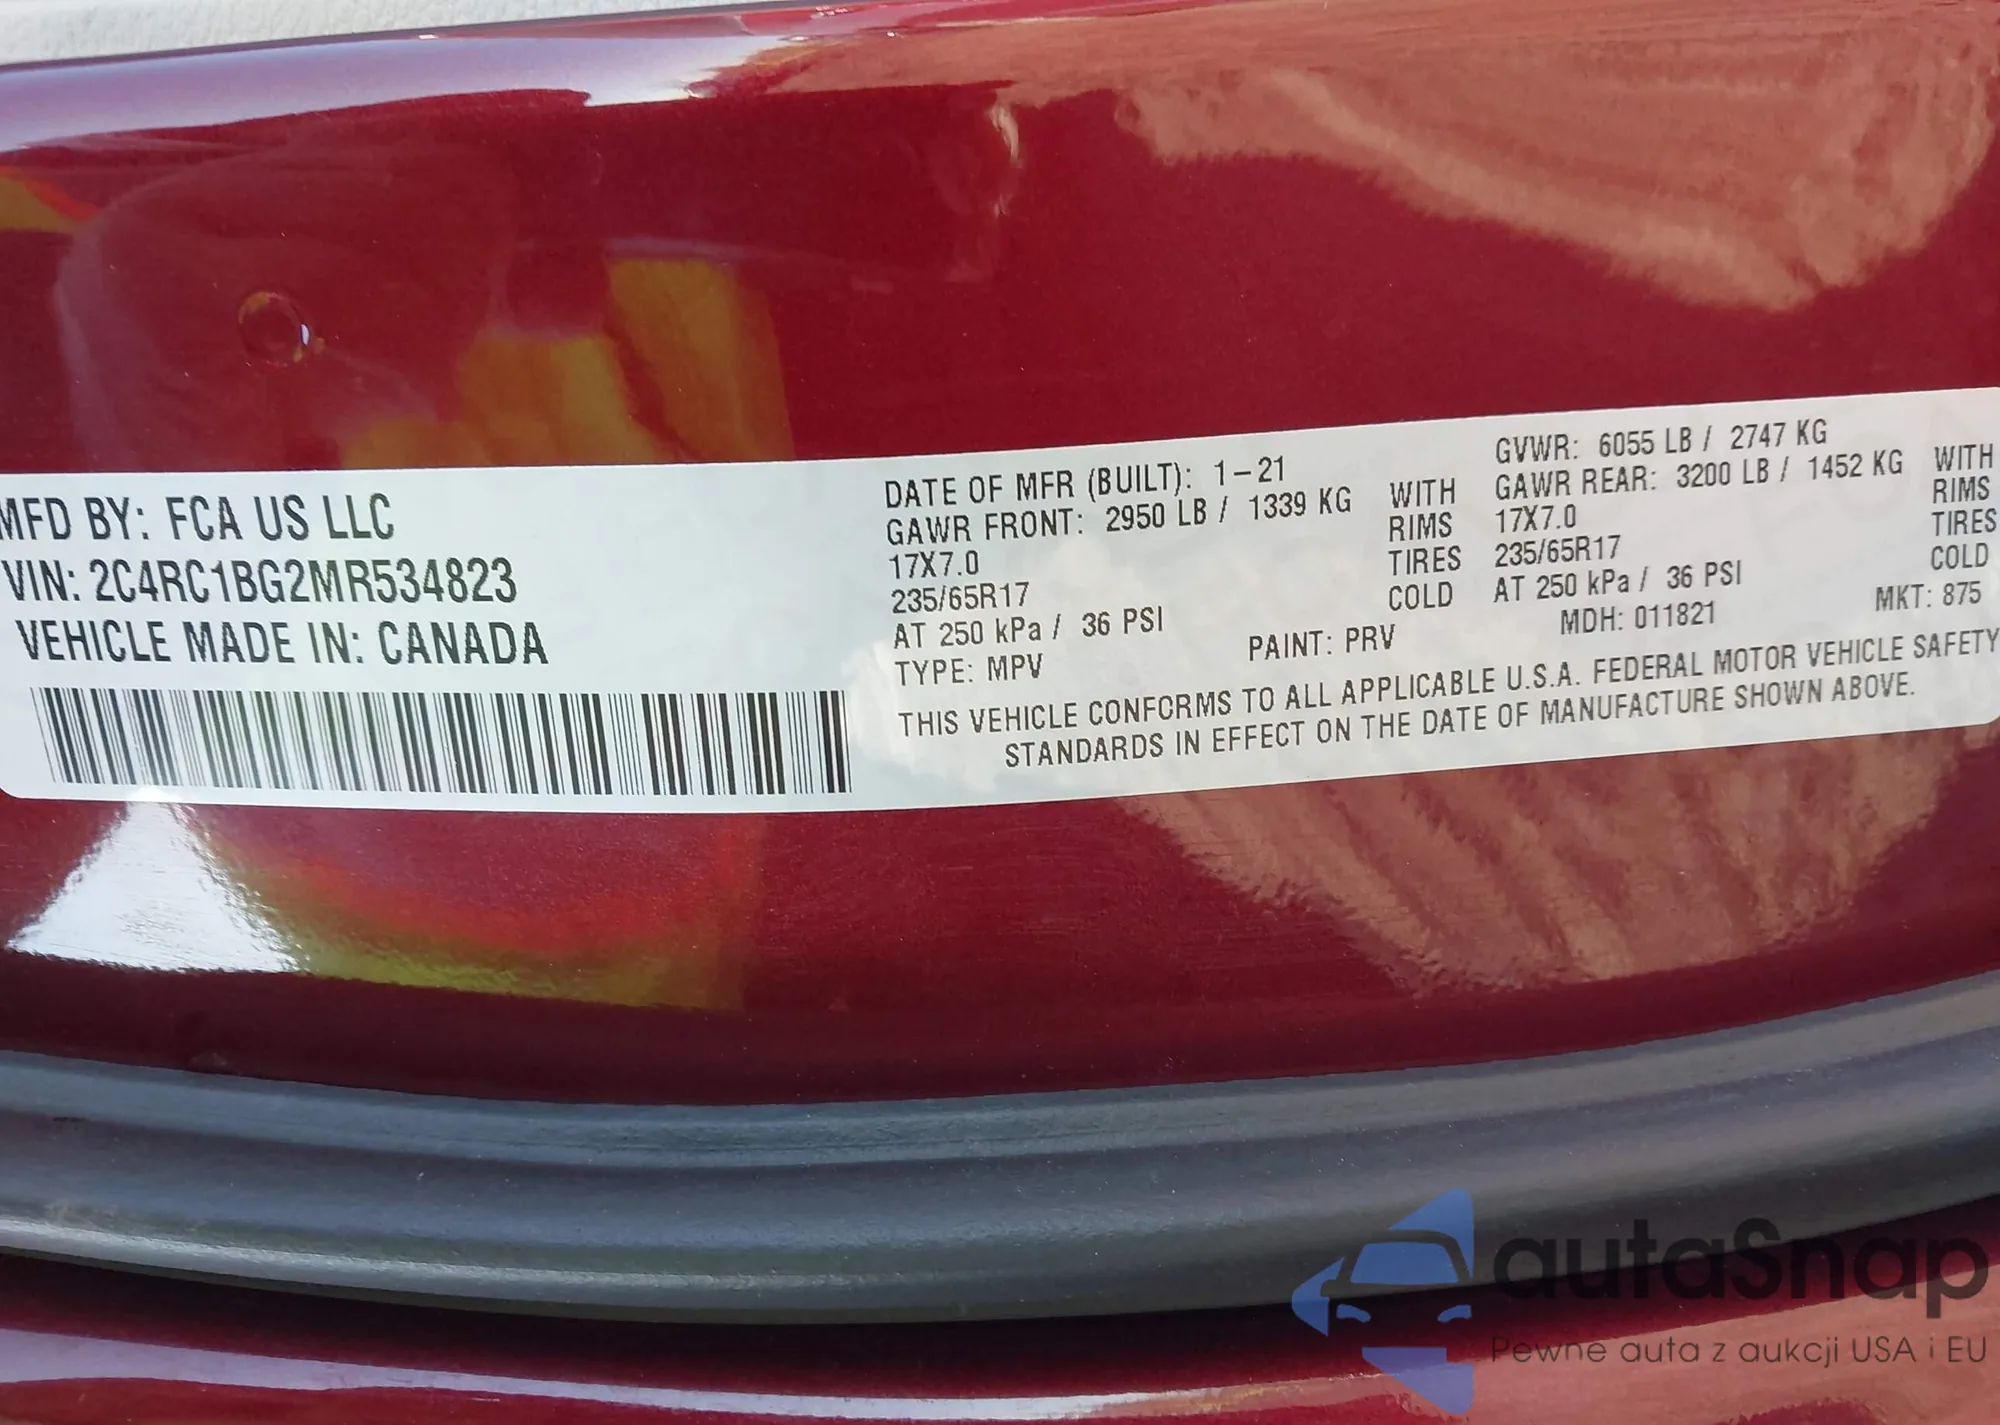 MFD BY: FCA US LLC
VIN: 2C4RC1BG2MR534823
VEHICLE MADE IN: CANADA
DATE OF MFR (BUILT): 1-21
GAWR FRONT: 2950 LB / 1339 KG WITH
17X7.0 RIMS
235/65R17 TIRES
AT 250 kPa / 36 PSI COLD
TYPE: MPV PAINT: PRV
GVWR: 6055 LB / 2747 KG
GAWR REAR: 3200 LB / 1452 KG WITH
17X7.0 RIMS
235/65R17 TIRES
AT 250 kPa / 36 PSI COLD
MDH: 011821 MKT: 875
THIS VEHICLE CONFORMS TO ALL APPLICABLE U.S.A. FEDERAL MOTOR VEHICLE SAFETY
STANDARDS IN EFFECT ON THE DATE OF MANUFACTURE SHOWN ABOVE.
autaSnap
Pewne auta z aukcji USA i EU